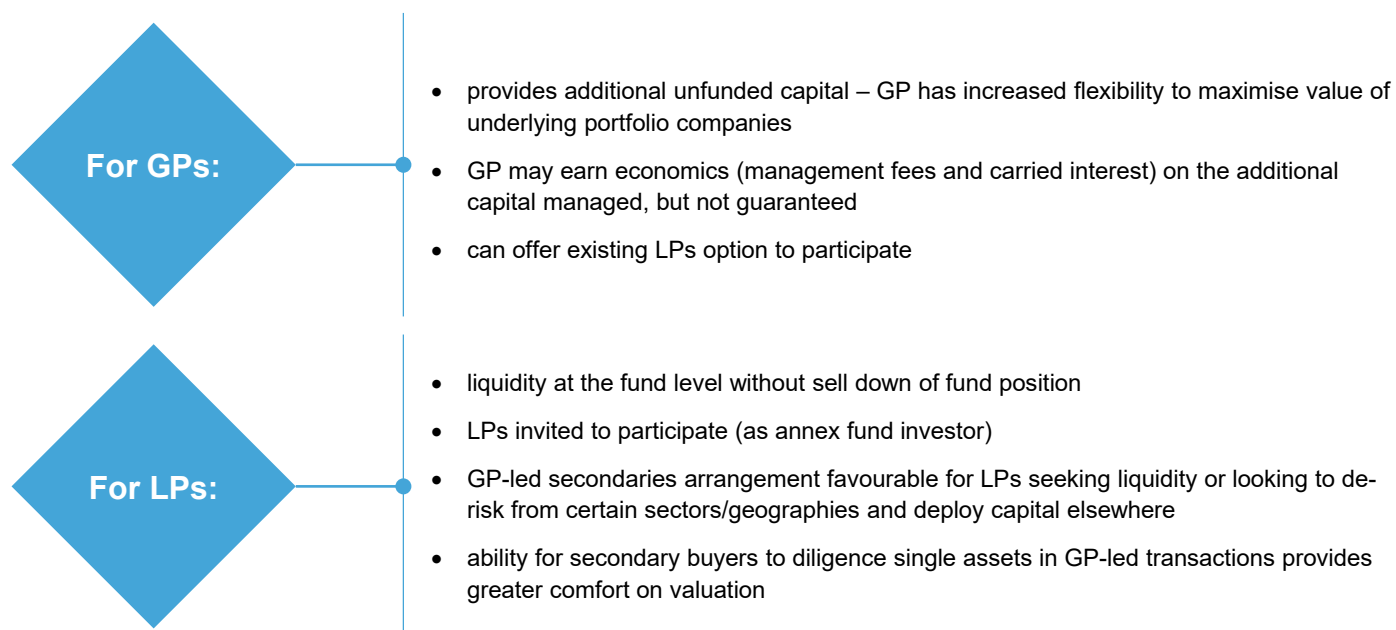 For GPs:
• provides additional unfunded capital – GP has increased flexibility to maximise value of
underlying portfolio companies
• GP may earn economics (management fees and carried interest) on the additional
capital managed, but not guaranteed
• can offer existing LPs option to participate
For LPs:
• liquidity at the fund level without sell down of fund position
• LPs invited to participate (as annex fund investor)
• GP-led secondaries arrangement favourable for LPs seeking liquidity or looking to de-
risk from certain sectors/geographies and deploy capital elsewhere
• ability for secondary buyers to diligence single assets in GP-led transactions provides
greater comfort on valuation